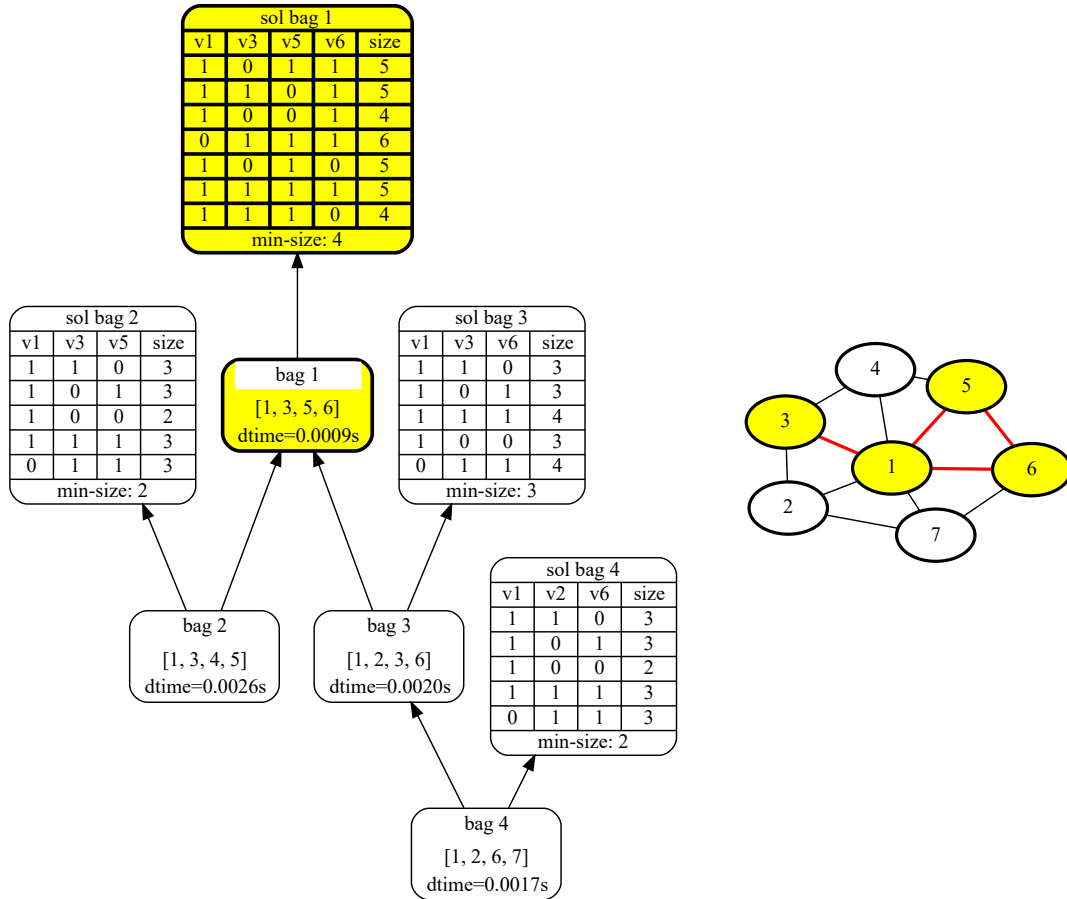 sol bag 1
v1 v3 v5 v6 size
1 0 1 1 5
1 1 0 1 5
1 0 0 1 4
0 1 1 1 6
1 0 1 0 5
1 1 1 1 5
1 1 1 0 4
min-size: 4
sol bag 2
v1 v3 v5 size
1 1 0 3
1 0 1 3
1 0 0 2
1 1 1 3
0 1 1 3
min-size: 2
bag 1
[1, 3, 5, 6]
dtime=0.0009s
sol bag 3
v1 v3 v6 size
1 1 0 3
1 0 1 3
1 1 1 4
1 0 0 3
0 1 1 4
min-size: 3
bag 2
[1, 3, 4, 5]
dtime=0.0026s
bag 3
[1, 2, 3, 6]
dtime=0.0020s
sol bag 4
v1 v2 v6 size
1 1 0 3
1 0 1 3
1 0 0 2
1 1 1 3
0 1 1 3
min-size: 2
bag 4
[1, 2, 6, 7]
dtime=0.0017s
4
5
3
1
6
2
7